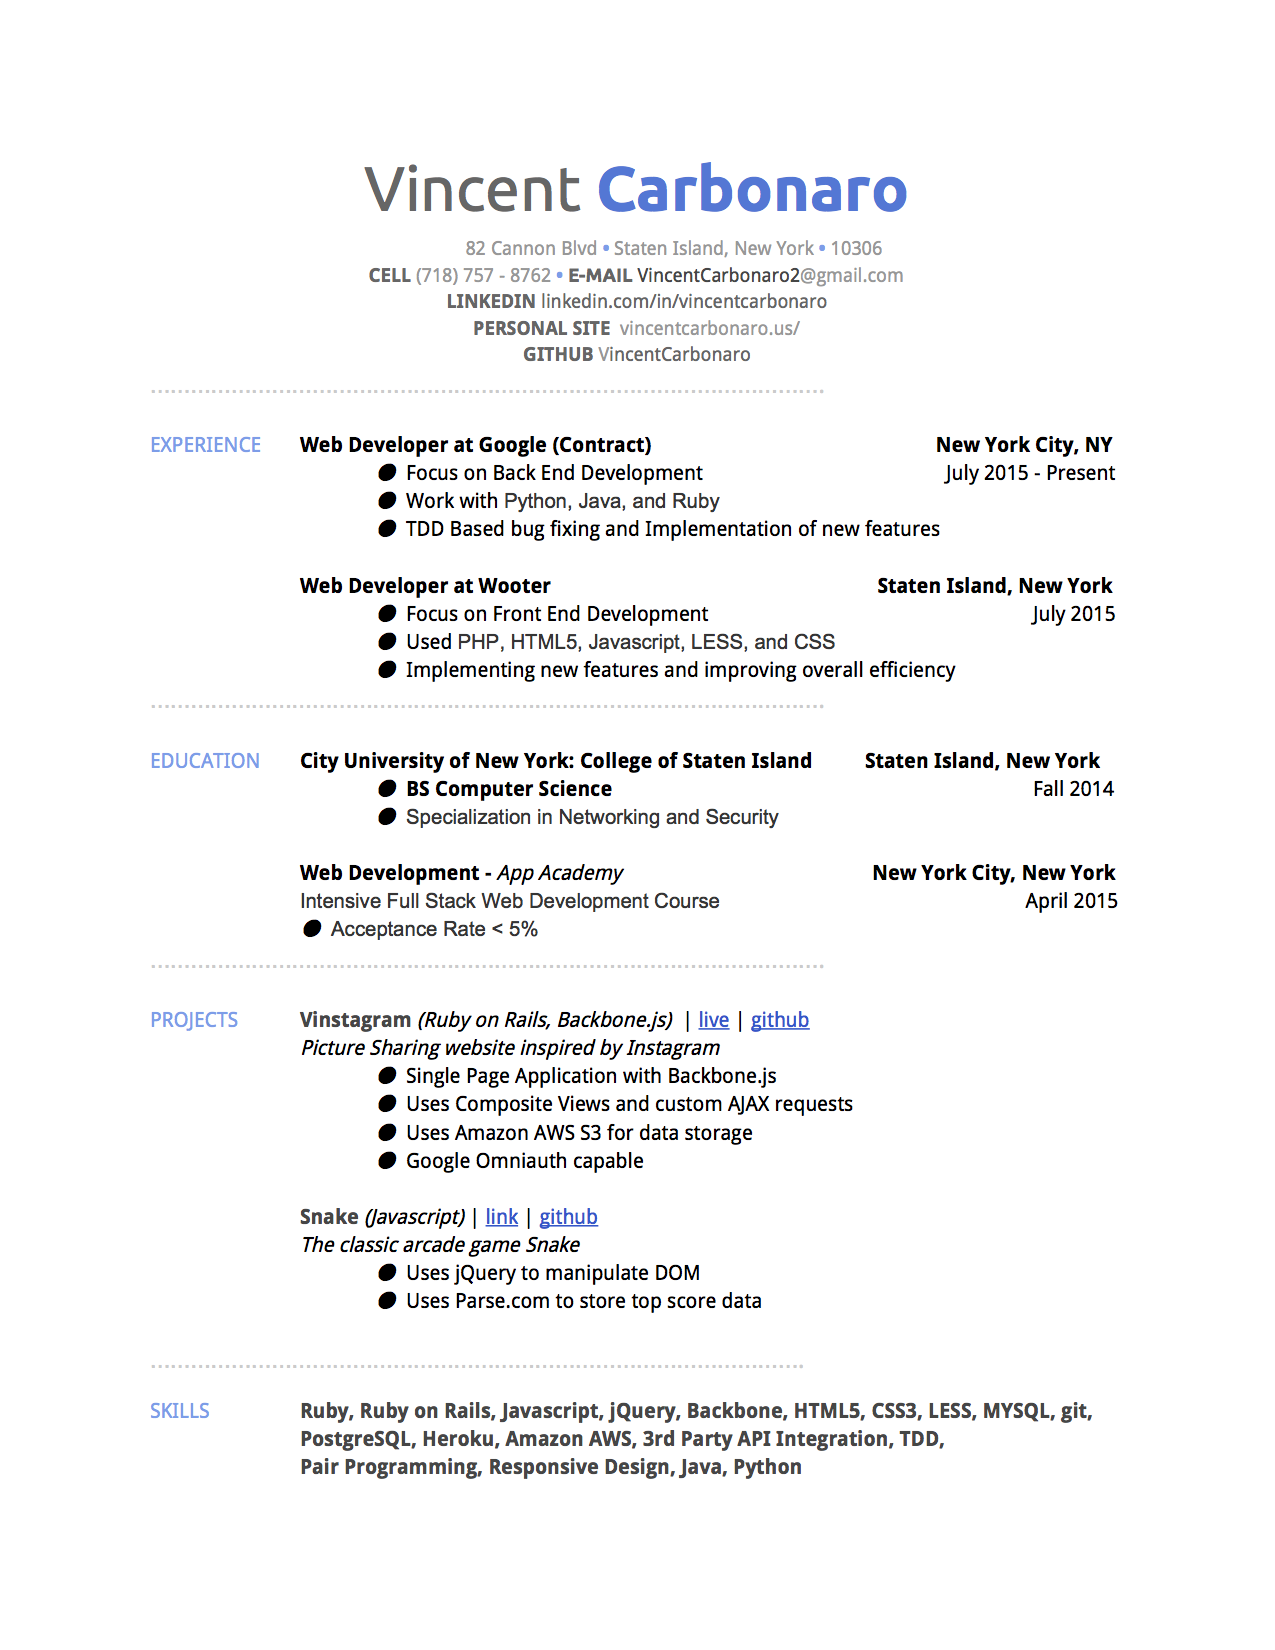 Vincent Carbonaro
82 Cannon Blvd • Staten Island, New York • 10306
CELL (718) 757 - 8762 • E-MAIL VincentCarbonaro2@gmail.com
LINKEDIN linkedin.com/in/vincentcarbonaro
PERSONAL SITE vincentcarbonaro.us/
GITHUB VincentCarbonaro
EXPERIENCE Web Developer at Google (Contract) New York City, NY
● Focus on Back End Development July 2015 - Present
● Work with Python, Java, and Ruby
● TDD Based bug fixing and Implementation of new features
Web Developer at Wooter Staten Island, New York
● Focus on Front End Development July 2015
● Used PHP, HTML5, Javascript, LESS, and CSS
● Implementing new features and improving overall efficiency
EDUCATION City University of New York: College of Staten Island Staten Island, New York
● BS Computer Science Fall 2014
● Specialization in Networking and Security
Web Development - App Academy New York City, New York
Intensive Full Stack Web Development Course April 2015
● Acceptance Rate < 5%
PROJECTS Vinstagram (Ruby on Rails, Backbone.js) | live | github
Picture Sharing website inspired by Instagram
● Single Page Application with Backbone.js
● Uses Composite Views and custom AJAX requests
● Uses Amazon AWS S3 for data storage
● Google Omniauth capable
Snake (Javascript) | link | github
The classic arcade game Snake
● Uses jQuery to manipulate DOM
● Uses Parse.com to store top score data
SKILLS Ruby, Ruby on Rails, Javascript, jQuery, Backbone, HTML5, CSS3, LESS, MYSQL, git,
PostgreSQL, Heroku, Amazon AWS, 3rd Party API Integration, TDD,
Pair Programming, Responsive Design, Java, Python